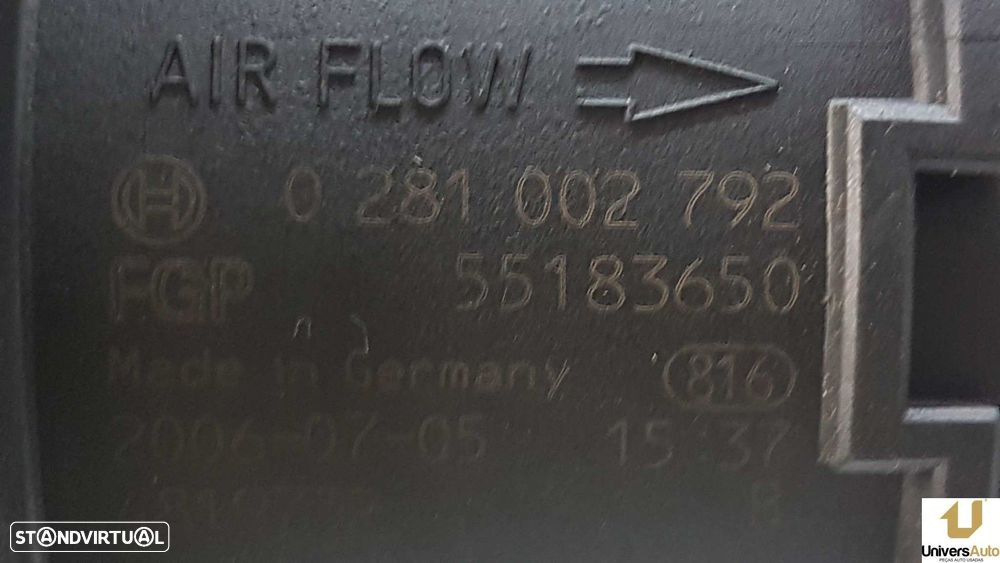 AIR FLOW
H 0 281 002 792
FGP 55183650
Made in Germany 816
2006-07-05 15:37
STANDVIRTUAL
UniversAuto
PEÇAS AUTO USADAS